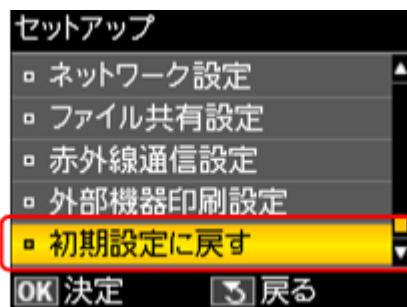 セットアップ
ネットワーク設定
ファイル共有設定
赤外線通信設定
外部機器印刷設定
初期設定に戻す
OK 決定 戻る